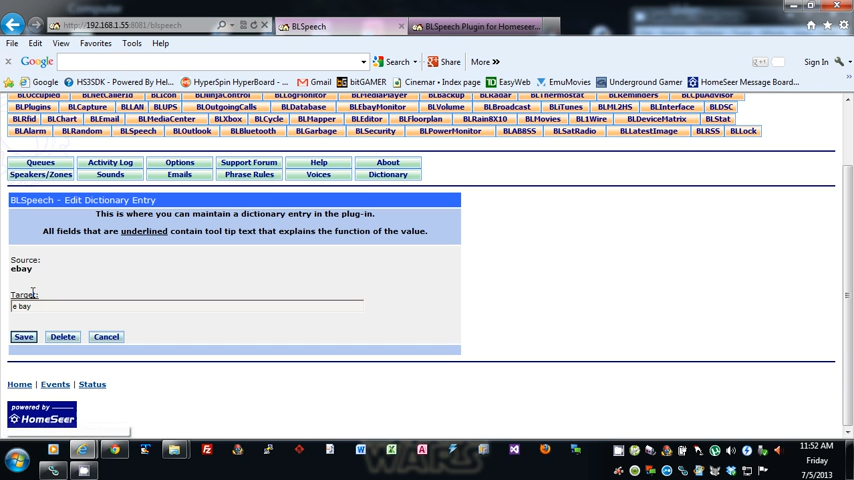 http://192.168.1.55:8081/blspeech
BLSpeech
BLSpeech Plugin for Homeseer...
File Edit View Favorites Tools Help
Google Search Share More »
Sign In
Google HS3SDK - Powered By Hel... HyperSpin HyperBoard - ... Gmail bitGAMER Cinemar • Index page EasyWeb EmuMovies Underground Gamer HomeSeer Message Board...
BLOccupied BLNetCallerID BLIcon BLNinjaControl BLLogMonitor BLMediaPlayer BLBackup BLRadar BLThermostat BLReminders BLCpuAdvisor
BLPlugins BLCapture BLLAN BLUPS BLOutgoingCalls BLDatabase BLEbayMonitor BLVolume BLBroadcast BLiTunes BLML2HS BLInterface BLDSC
BLRfid BLChart BLEmail BLMediaCenter BLXbox BLCycle BLMapper BLEditor BLFloorplan BLRain8X10 BLMovies BL1Wire BLDeviceMatrix BLStat
BLAlarm BLRandom BLSpeech BLOutlook BLBluetooth BLGarbage BLSecurity BLPowerMonitor BLAB8SS BLSatRadio BLLatestImage BLRSS BLLock
Queues Activity Log Options Support Forum Help About
Speakers/Zones Sounds Emails Phrase Rules Voices Dictionary
BLSpeech - Edit Dictionary Entry
This is where you can maintain a dictionary entry in the plug-in.
All fields that are underlined contain tool tip text that explains the function of the value.
Source:
ebay
Target:
e bay
Save Delete Cancel
Home | Events | Status
powered by
HomeSeer
WARS
11:52 AM
Friday
7/5/2013